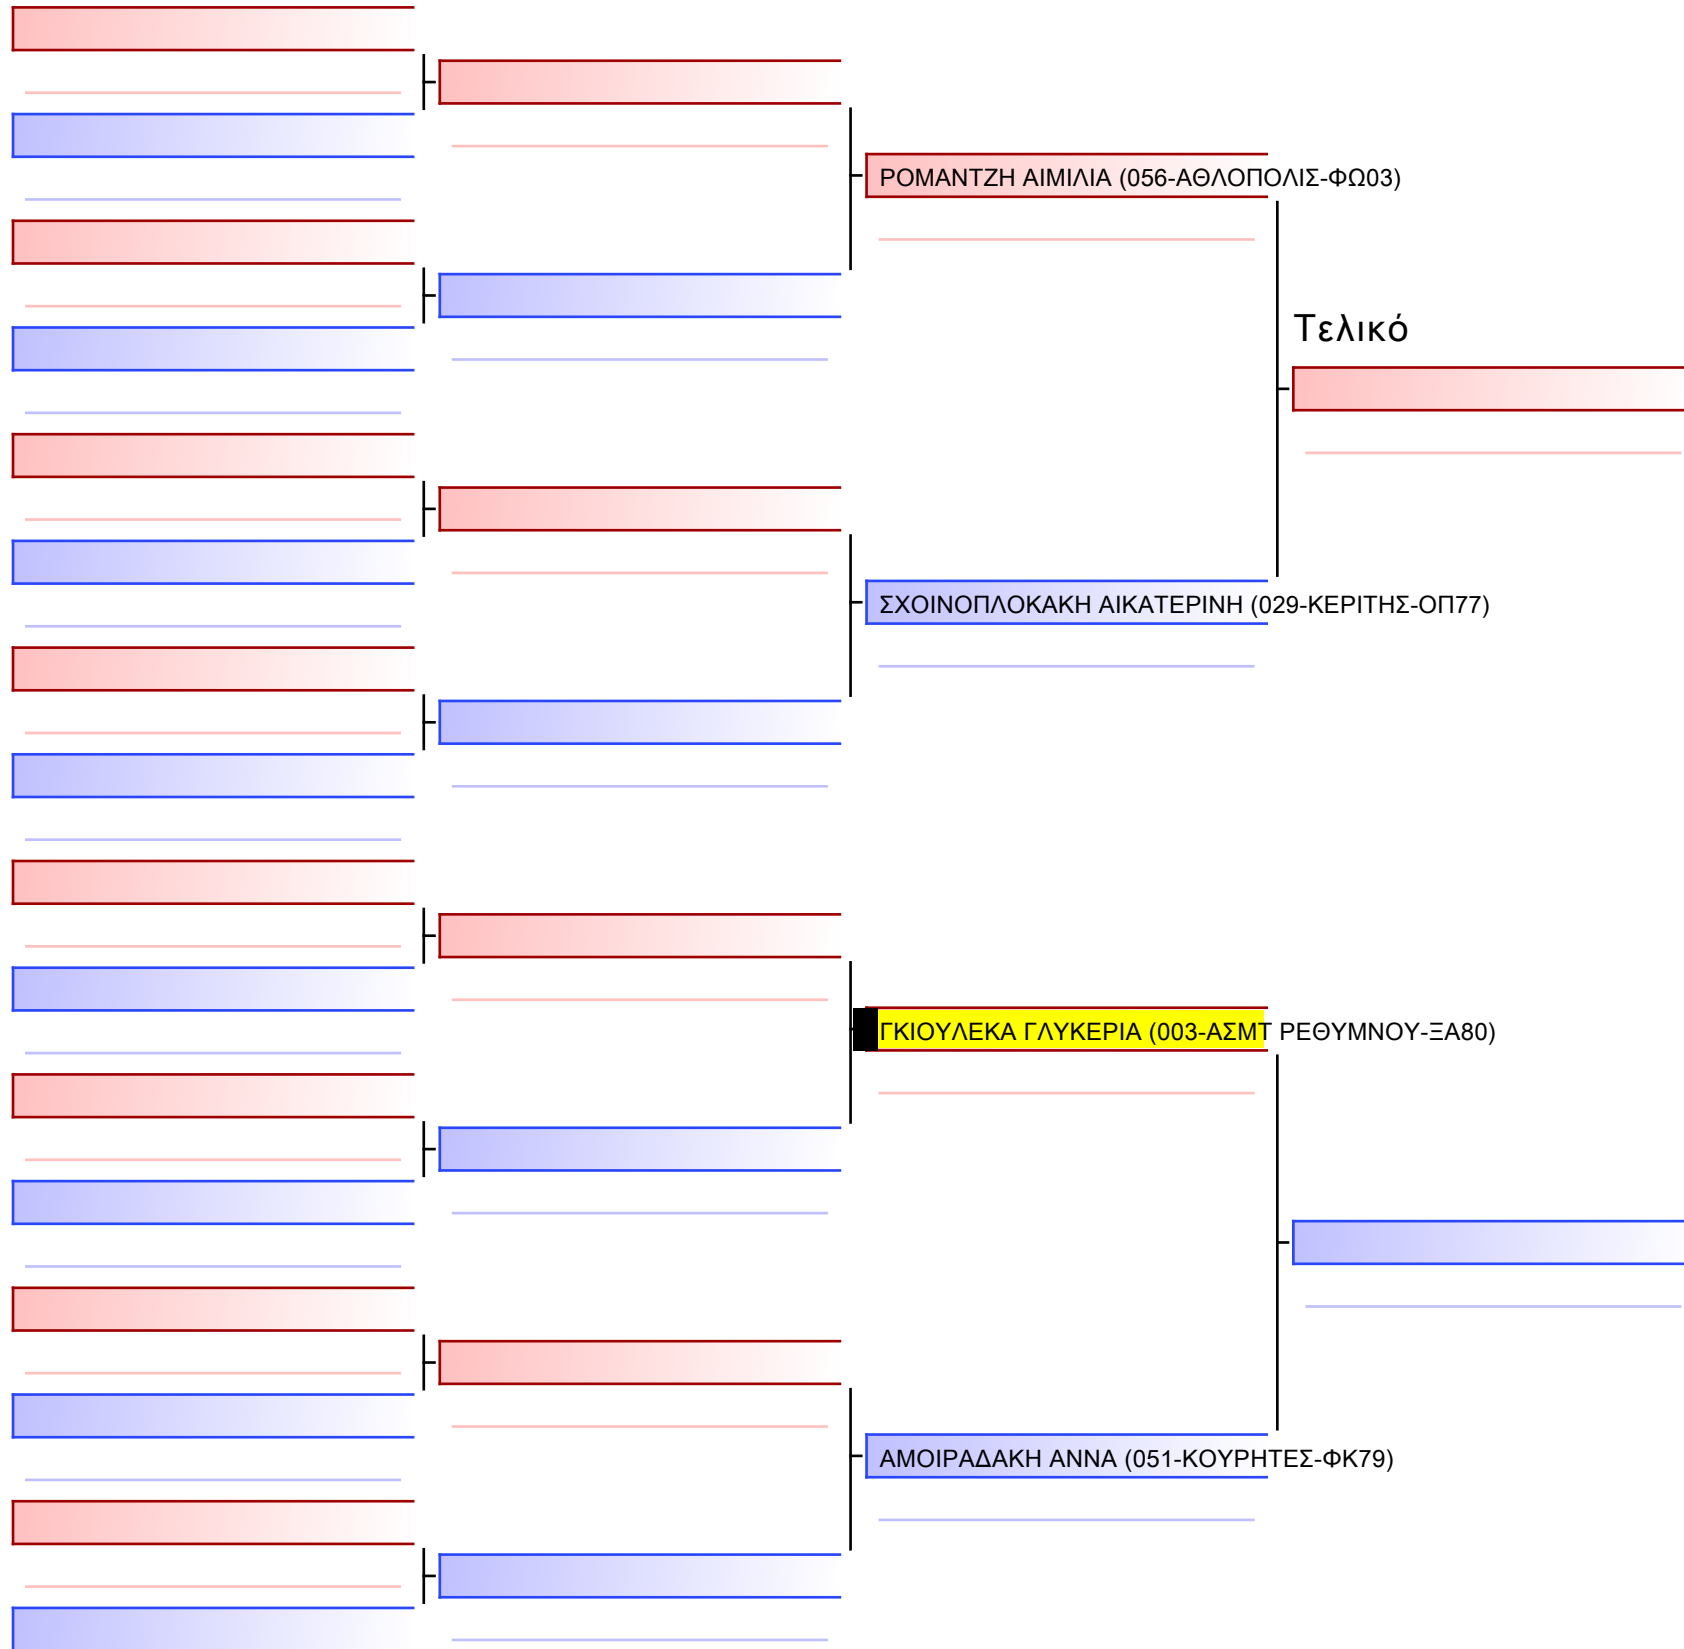 ΡΟΜΑΝΤΖΗ ΑΙΜΙΛΙΑ (056-ΑΘΛΟΠΟΛΙΣ-ΦΩ03)
Τελικό
ΣΧΟΙΝΟΠΛΟΚΑΚΗ ΑΙΚΑΤΕΡΙΝΗ (029-ΚΕΡΙΤΗΣ-ΟΠ77)
ΓΚΙΟΥΛΕΚΑ ΓΛΥΚΕΡΙΑ (003-ΑΣΜΤ ΡΕΘΥΜΝΟΥ-ΞΑ80)
ΑΜΟΙΡΑΔΑΚΗ ΑΝΝΑ (051-ΚΟΥΡΗΤΕΣ-ΦΚ79)